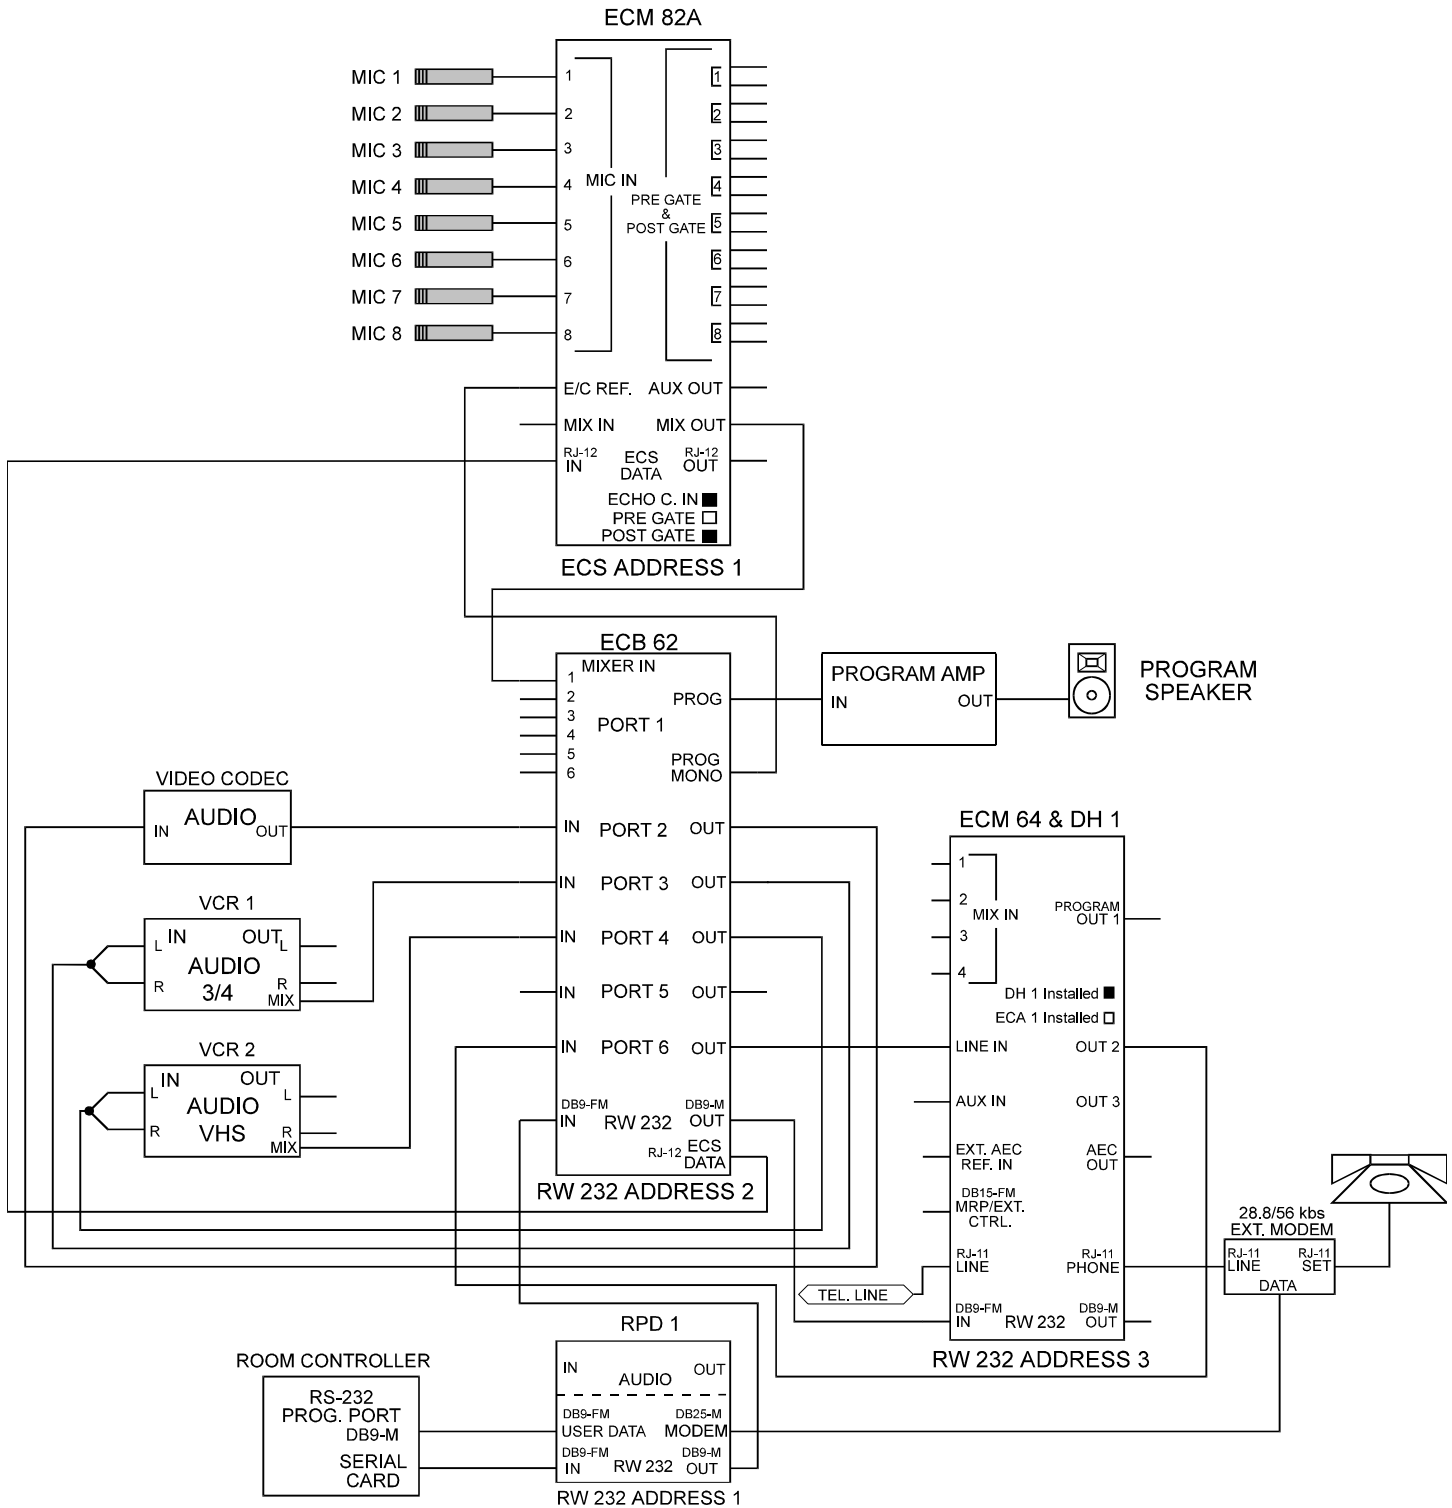 ECM 82A
MIC 1
MIC 2
MIC 3
MIC 4
MIC 5
MIC 6
MIC 7
MIC 8
1
2
3
4
5
6
7
8
MIC IN
PRE GATE
&
POST GATE
1
2
3
4
5
6
7
8
E/C REF.
AUX OUT
MIX IN
MIX OUT
RJ-12
IN
ECS
DATA
RJ-12
OUT
ECHO C. IN
PRE GATE
POST GATE
ECS ADDRESS 1
ECB 62
MIXER IN
1
2
3
4
5
6
PORT 1
PROG
PROG
MONO
IN PORT 2 OUT
IN PORT 3 OUT
IN PORT 4 OUT
IN PORT 5 OUT
IN PORT 6 OUT
DB9-FM
IN
RW 232
DB9-M
OUT
RJ-12
ECS
DATA
RW 232 ADDRESS 2
PROGRAM AMP
IN
OUT
PROGRAM
SPEAKER
VIDEO CODEC
AUDIO
IN
OUT
VCR 1
IN
OUT
L
L
AUDIO
3/4
R
R
MIX
VCR 2
IN
OUT
L
L
AUDIO
VHS
R
R
MIX
ECM 64 & DH 1
1
2
3
4
MIX IN
PROGRAM
OUT 1
DH 1 Installed
ECA 1 Installed
LINE IN
OUT 2
AUX IN
OUT 3
EXT. AEC
REF. IN
AEC
OUT
DB15-FM
MRP/EXT.
CTRL.
RJ-11
LINE
RJ-11
PHONE
DB9-FM
IN
RW 232
DB9-M
OUT
RW 232 ADDRESS 3
TEL. LINE
28.8/56 kbs
EXT. MODEM
RJ-11
LINE
RJ-11
SET
DATA
RPD 1
IN
AUDIO
OUT
DB9-FM
USER DATA
DB25-M
MODEM
DB9-FM
IN
RW 232
DB9-M
OUT
RW 232 ADDRESS 1
ROOM CONTROLLER
RS-232
PROG. PORT
DB9-M
SERIAL
CARD